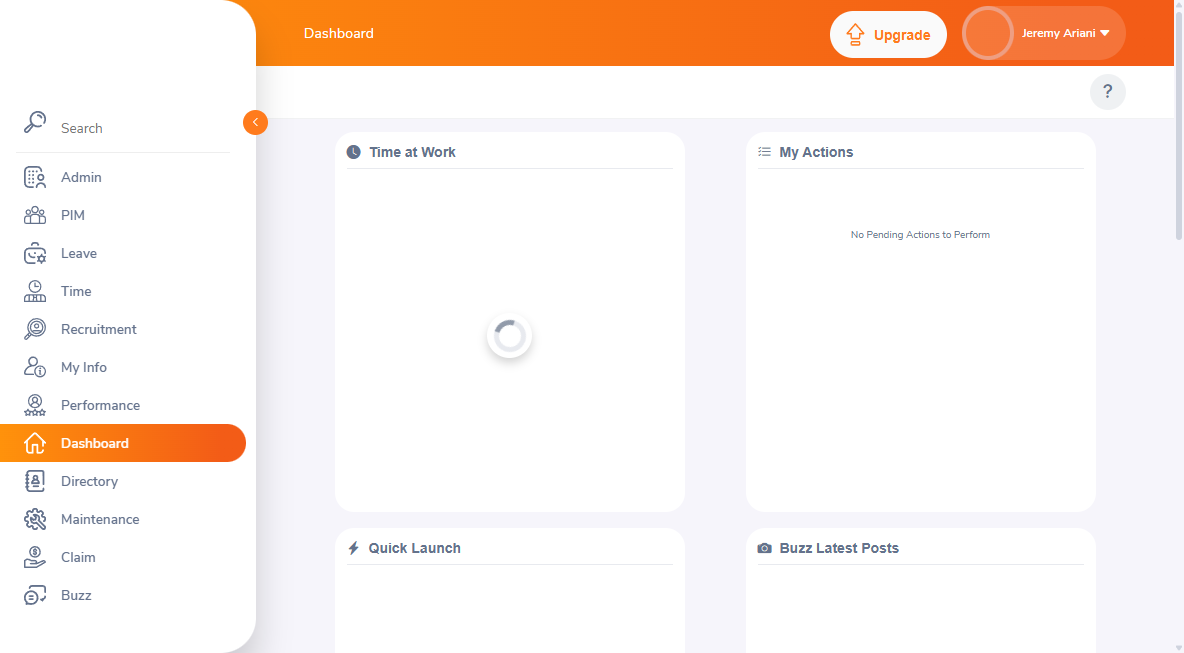 Dashboard
Upgrade
Jeremy Ariani
?
Search
Admin
PIM
Leave
Time
Recruitment
My Info
Performance
Dashboard
Directory
Maintenance
Claim
Buzz
Time at Work
My Actions
No Pending Actions to Perform
Quick Launch
Buzz Latest Posts